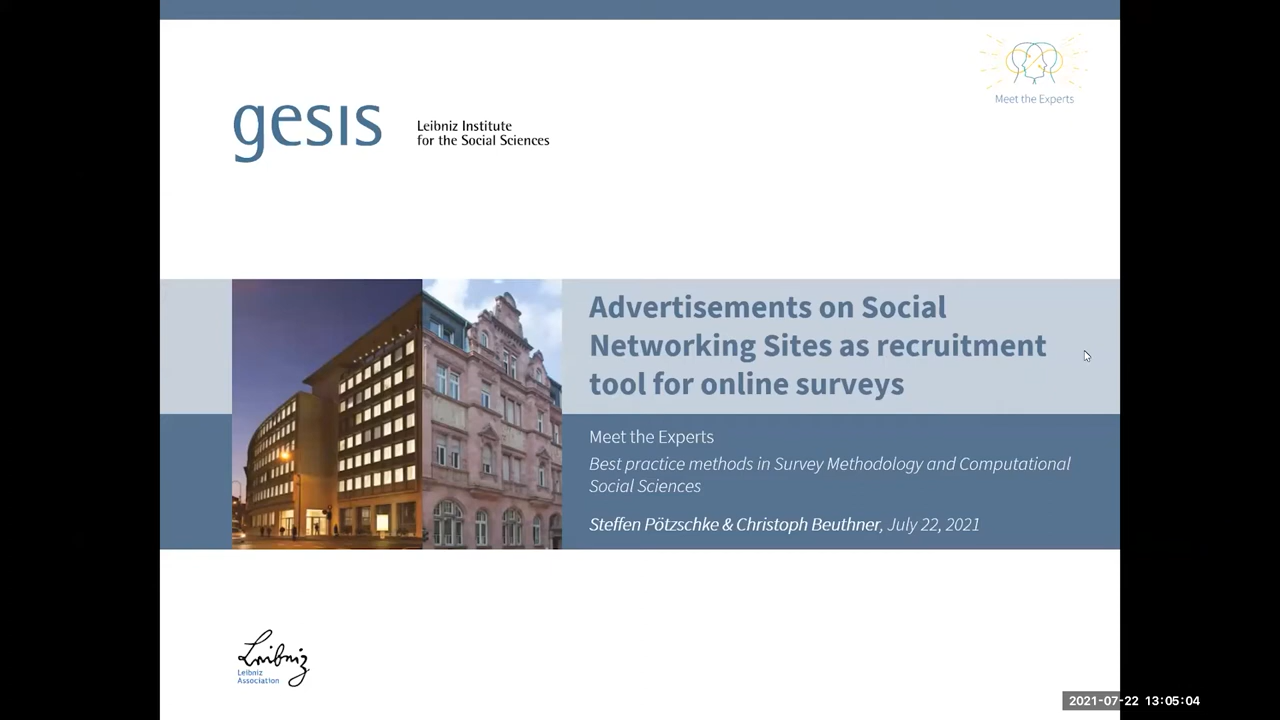 Meet the Experts
gesis
Leibniz Institute
for the Social Sciences
Advertisements on Social
Networking Sites as recruitment
tool for online surveys
Meet the Experts
Best practice methods in Survey Methodology and Computational
Social Sciences
Steffen Pötzschke & Christoph Beuthner, July 22, 2021
Leibniz
Leibniz
Association
2021-07-22 13:05:04